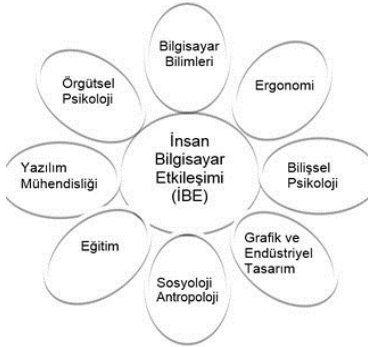 Bilgisayar
Bilimleri
Örgütsel
Psikoloji
Ergonomi
İnsan
Bilgisayar
Etkileşimi
(İBE)
Yazılım
Mühendisliği
Bilişsel
Psikoloji
Eğitim
Grafik ve
Endüstriyel
Tasarım
Sosyoloji
Antropoloji